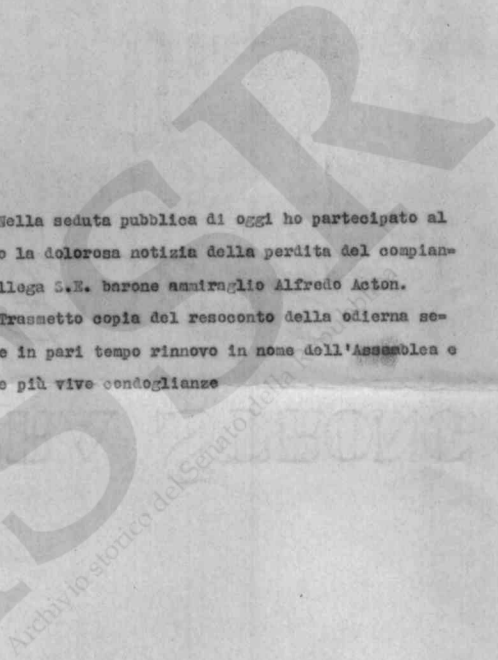 Nella seduta pubblica di oggi ho partecipato al
o la dolorosa notizia della perdita del compian=
llega S.E. barone ammiraglio Alfredo Acton.
Trasmetto copia del resoconto della odierna se=
e in pari tempo rinnovo in nome dell'Assemblea e
e più vive condoglianze
ASSR
Archivio storico del Senato della Repubblica